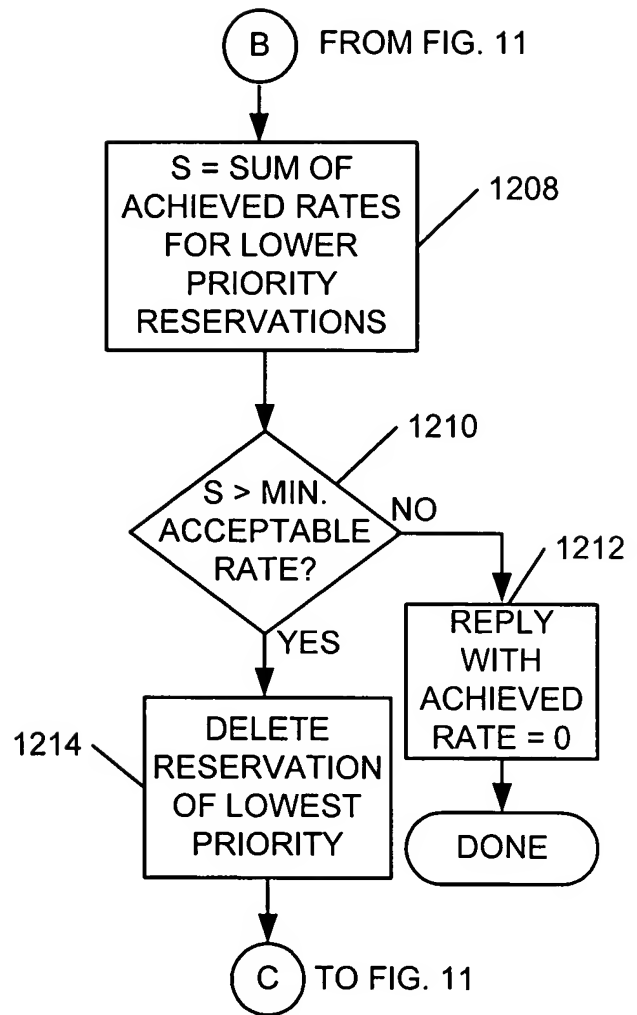 B FROM FIG. 11
S = SUM OF
ACHIEVED RATES
FOR LOWER
PRIORITY
RESERVATIONS
1208
1210
S > MIN.
ACCEPTABLE
RATE?
NO
1212
YES
REPLY
WITH
ACHIEVED
RATE = 0
1214
DELETE
RESERVATION
OF LOWEST
PRIORITY
DONE
C TO FIG. 11